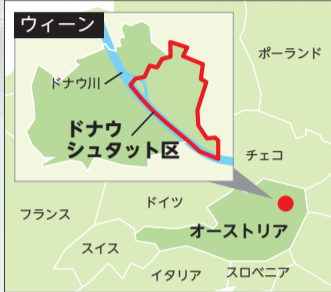 ウィーン
ポーランド
ドナウ川
ドナウ
シュタット区
チェコ
ドイツ
フランス
オーストリア
スイス
イタリア
スロベニア